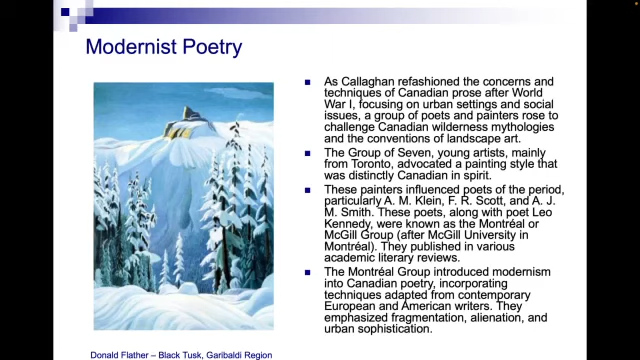 Modernist Poetry
As Callaghan refashioned the concerns and
techniques of Canadian prose after World
War I, focusing on urban settings and social
issues, a group of poets and painters rose to
challenge Canadian wilderness mythologies
and the conventions of landscape art.
The Group of Seven, young artists, mainly
from Toronto, advocated a painting style that
was distinctly Canadian in spirit.
These painters influenced poets of the period,
particularly A. M. Klein, F. R. Scott, and A. J.
M. Smith. These poets, along with poet Leo
Kennedy, were known as the Montréal or
McGill Group (after McGill University in
Montréal). They published in various
academic literary reviews.
The Montréal Group introduced modernism
into Canadian poetry, incorporating
techniques adapted from contemporary
European and American writers. They
emphasized fragmentation, alienation, and
urban sophistication.
Donald Flather – Black Tusk, Garibaldi Region